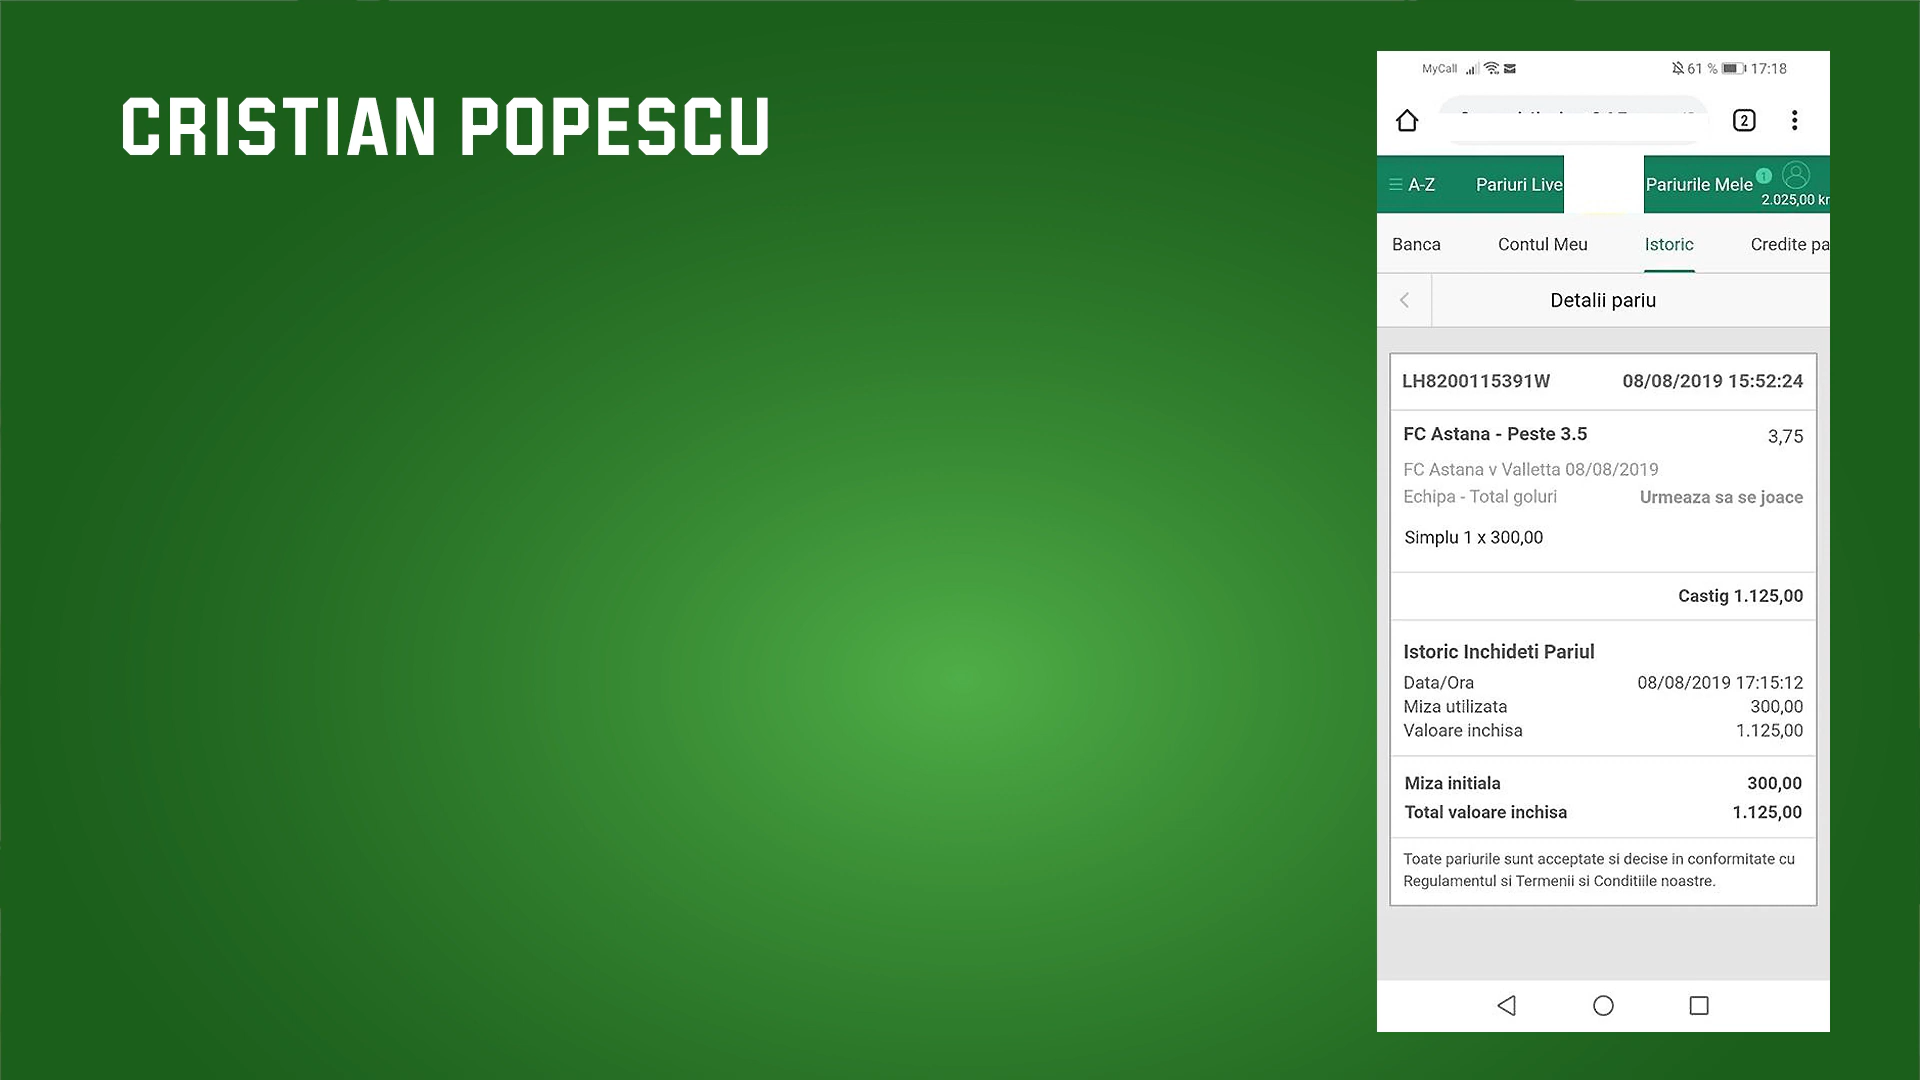 CRISTIAN POPESCU
MyCall 61 % 17:18
2
A-Z Pariuri Live Pariurile Mele 1
2.025,00 kr
Banca Contul Meu Istoric Credite pa
Detalii pariu
LH8200115391W 08/08/2019 15:52:24
FC Astana - Peste 3.5 3,75
FC Astana v Valletta 08/08/2019
Echipa - Total goluri Urmeaza sa se joace
Simplu 1 x 300,00
Castig 1.125,00
Istoric Inchideti Pariul
Data/Ora 08/08/2019 17:15:12
Miza utilizata 300,00
Valoare inchisa 1.125,00
Miza initiala 300,00
Total valoare inchisa 1.125,00
Toate pariurile sunt acceptate si decise in conformitate cu
Regulamentul si Termenii si Conditiile noastre.